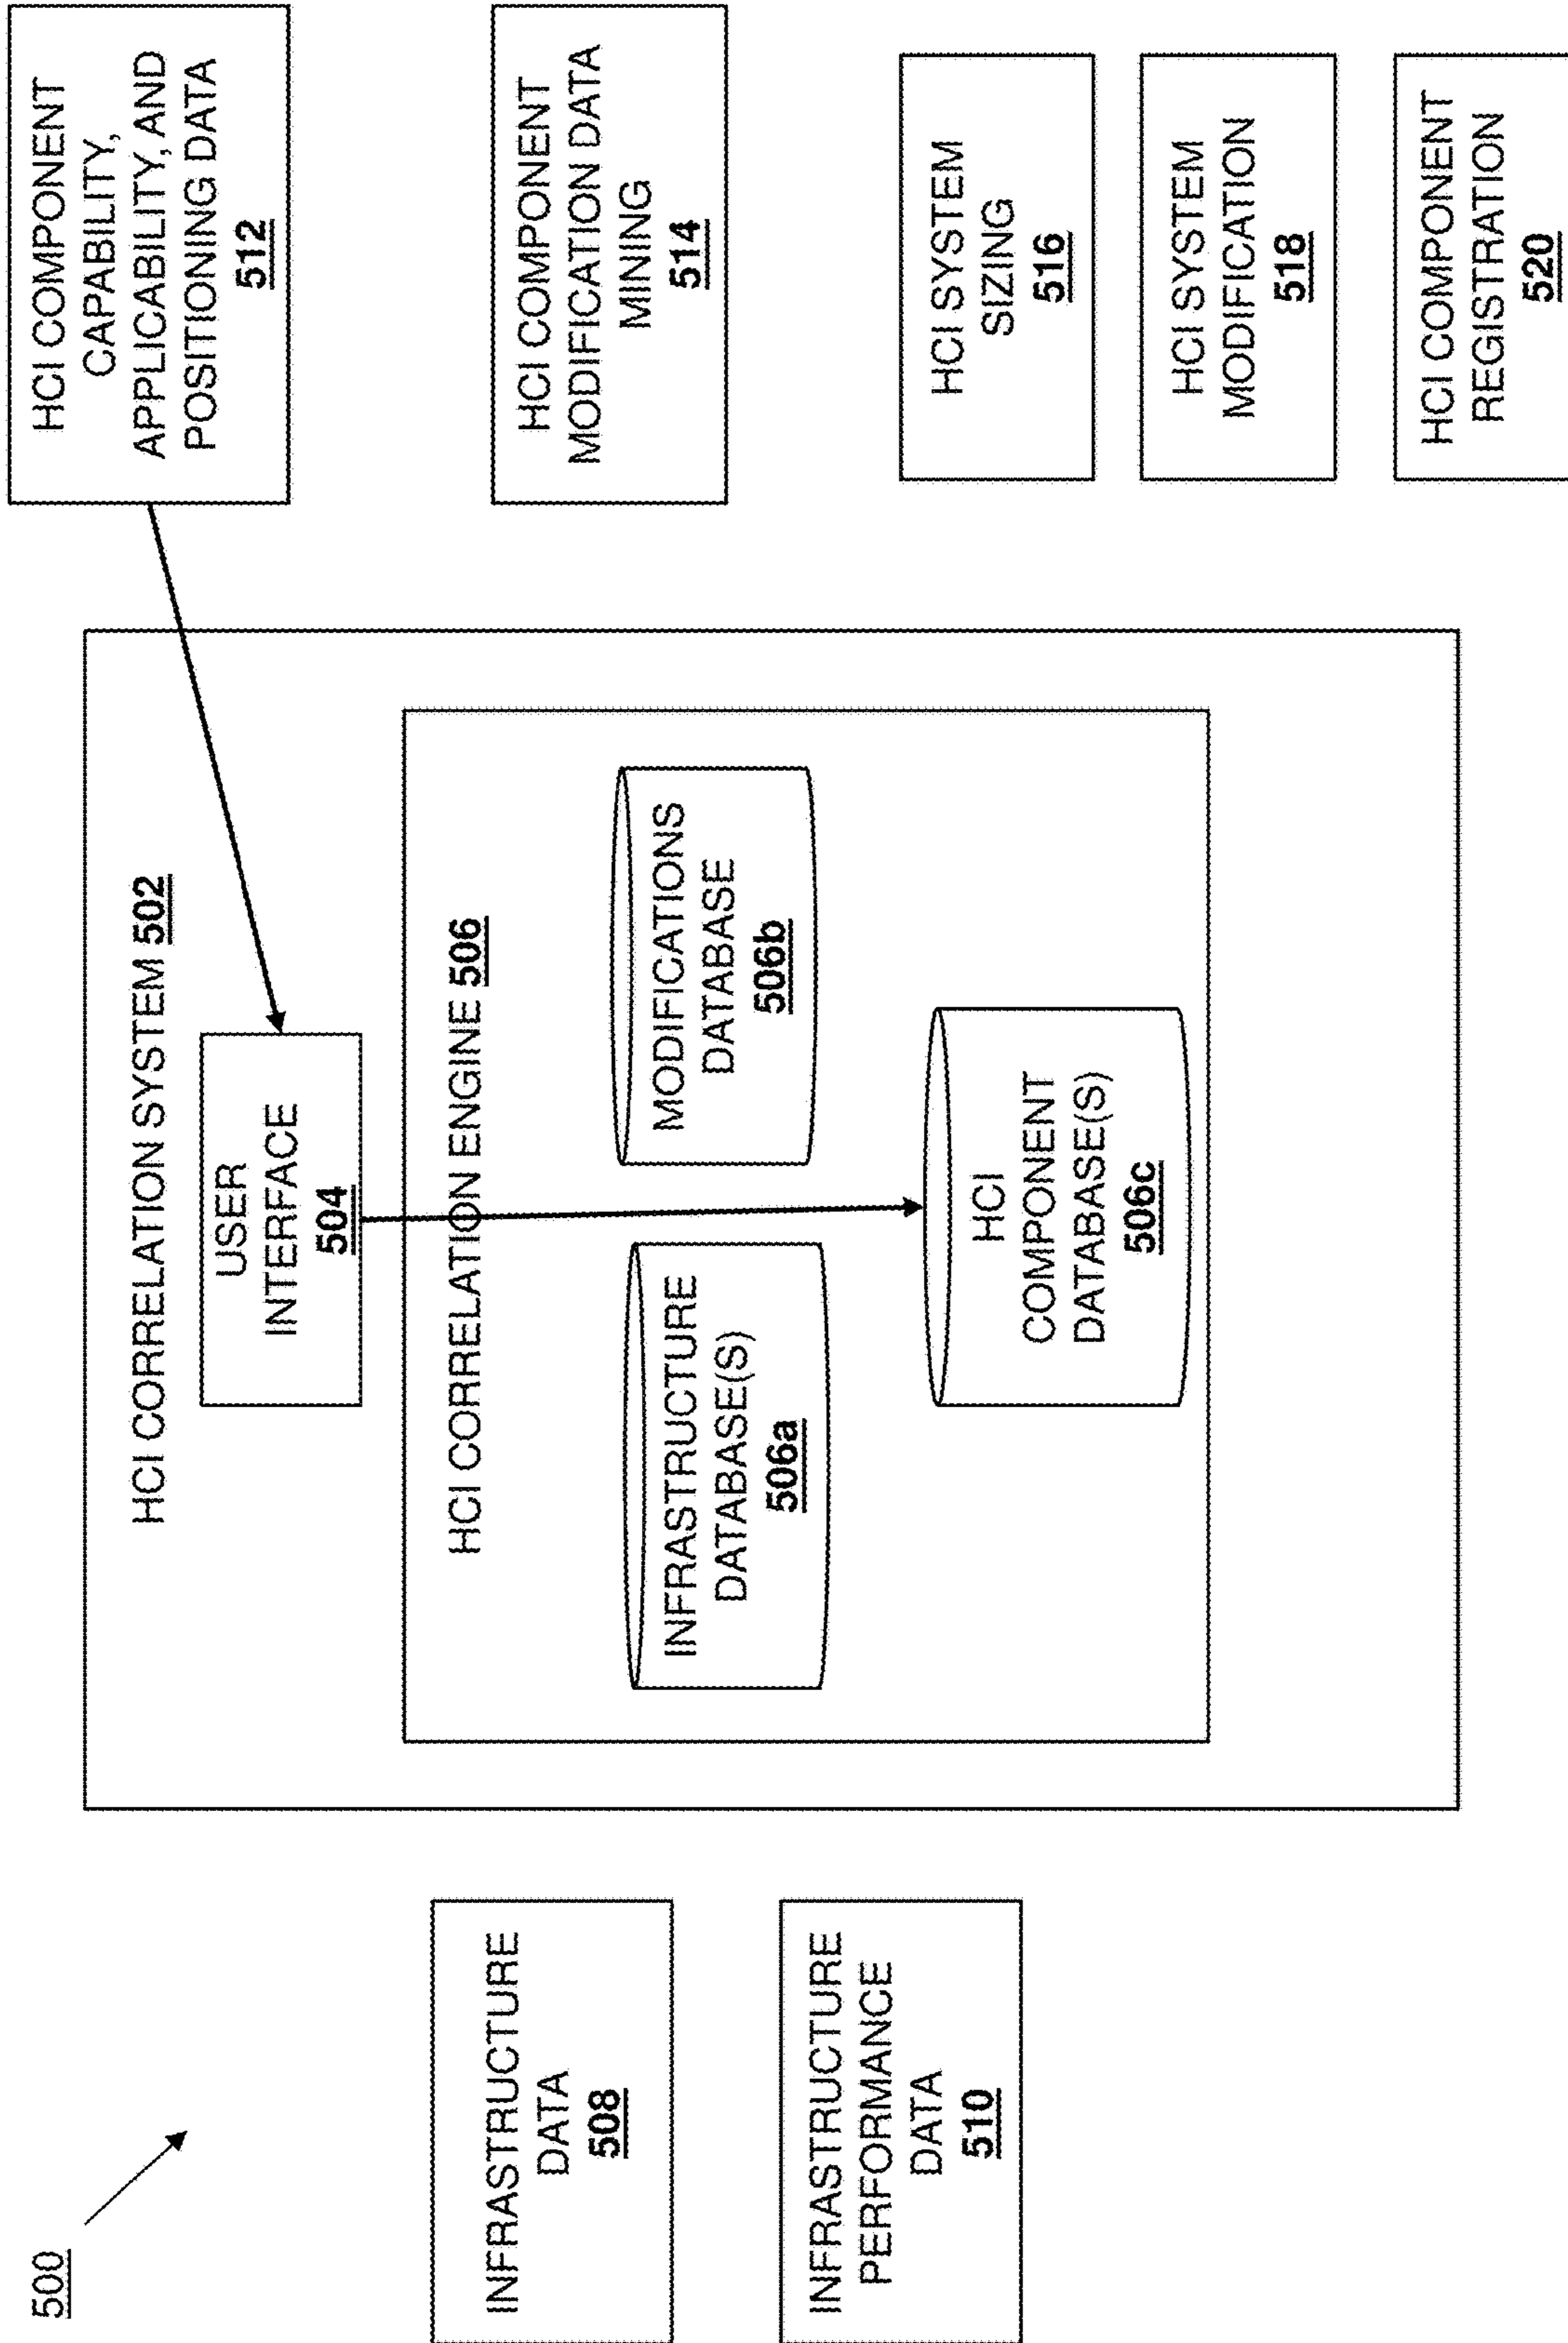 500
INFRASTRUCTURE
DATA
508
INFRASTRUCTURE
PERFORMANCE
DATA
510
HCI CORRELATION SYSTEM 502
USER
INTERFACE
504
HCI CORRELATION ENGINE 506
INFRASTRUCTURE
DATABASE(S)
506a
MODIFICATIONS
DATABASE
506b
HCI
COMPONENT
DATABASE(S)
506c
HCI COMPONENT
CAPABILITY,
APPLICABILITY, AND
POSITIONING DATA
512
HCI COMPONENT
MODIFICATION DATA
MINING
514
HCI SYSTEM
SIZING
516
HCI SYSTEM
MODIFICATION
518
HCI COMPONENT
REGISTRATION
520